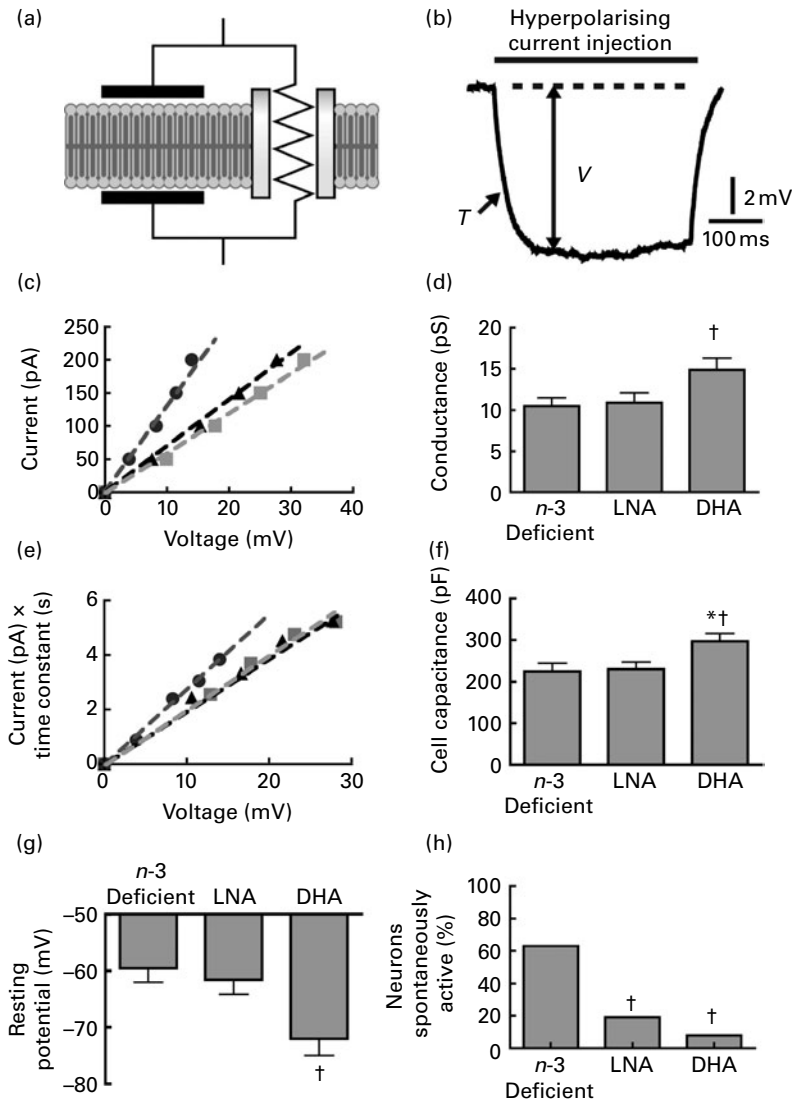 (a)
(b)
Hyperpolarising
current injection
V
T
2 mV
100 ms
(c)
Current (pA)
250
200
150
100
50
0
0 10 20 30 40
Voltage (mV)
(d)
Conductance (pS)
20
15
10
5
0
†
n-3
Deficient
LNA
DHA
(e)
Current (pA) ×
time constant (s)
6
4
2
0
0 10 20 30
Voltage (mV)
(f)
Cell capacitance (pF)
400
300
200
100
0
*†
n-3
Deficient
LNA
DHA
(g)
n-3
Deficient
LNA
DHA
Resting
potential (mV)
–50
–60
–70
–80
†
(h)
Neurons
spontaneously
active (%)
100
80
60
40
20
0
†
†
n-3
Deficient
LNA
DHA